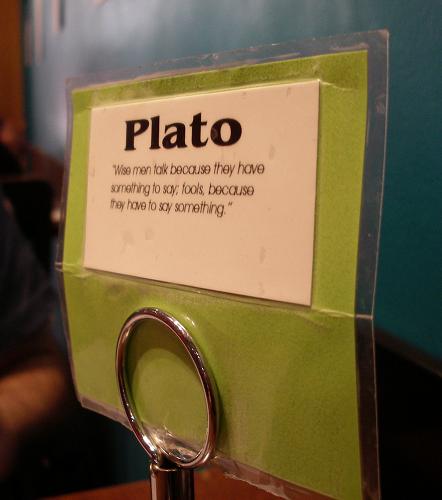 Plato
"Wise men talk because they have
something to say; fools, because
they have to say something."